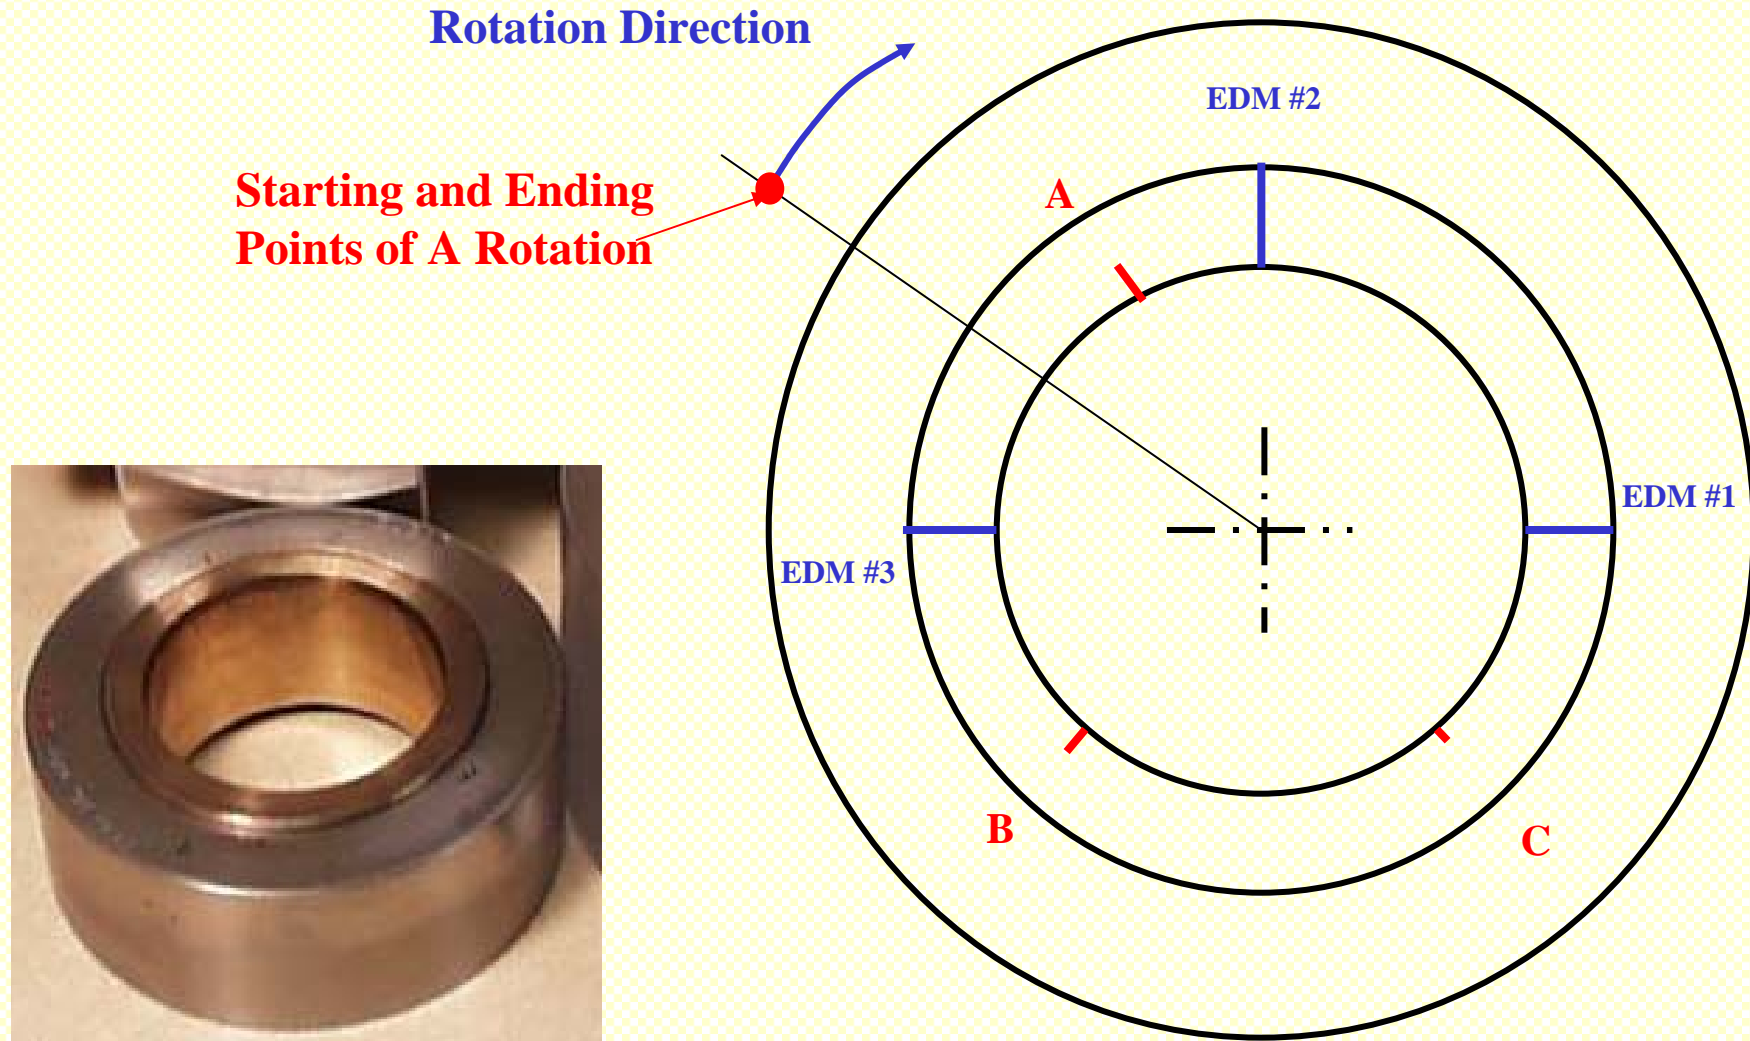 Rotation Direction
EDM #2
Starting and Ending
Points of A Rotation
A
EDM #1
EDM #3
B
C